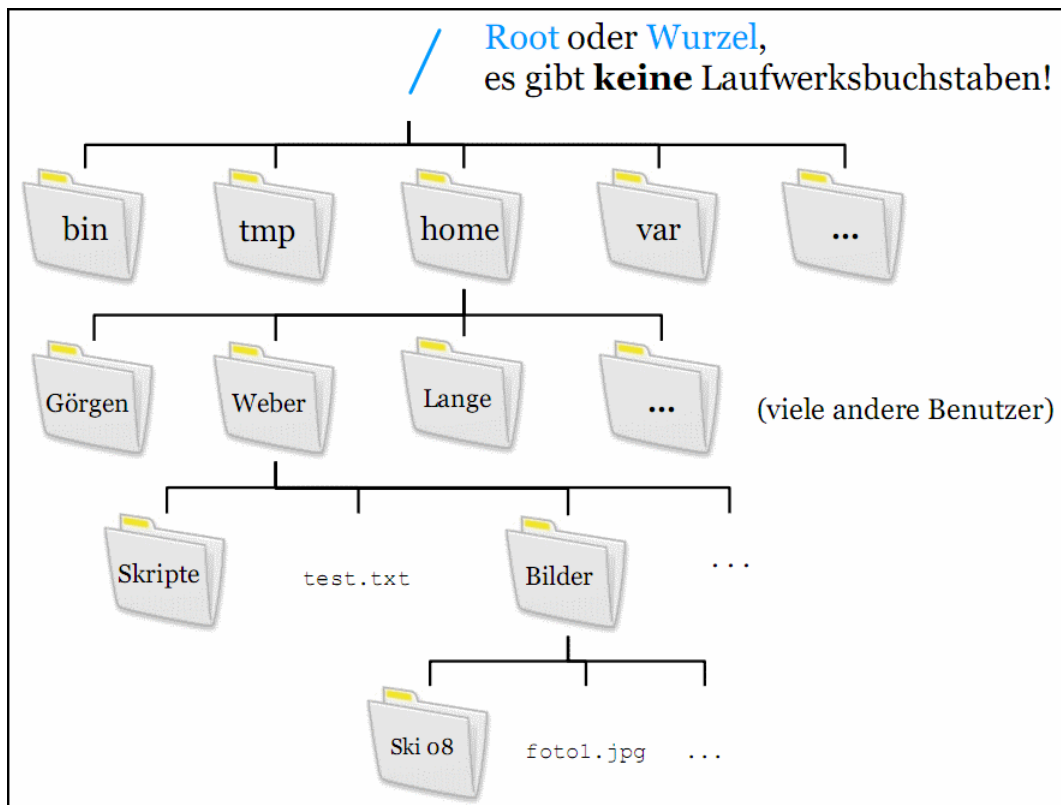 /
Root oder Wurzel,
es gibt keine Laufwerksbuchstaben!
bin tmp home var ...
Görgen Weber Lange ... (viele andere Benutzer)
Skripte test.txt Bilder ...
Ski 08 foto1.jpg ...